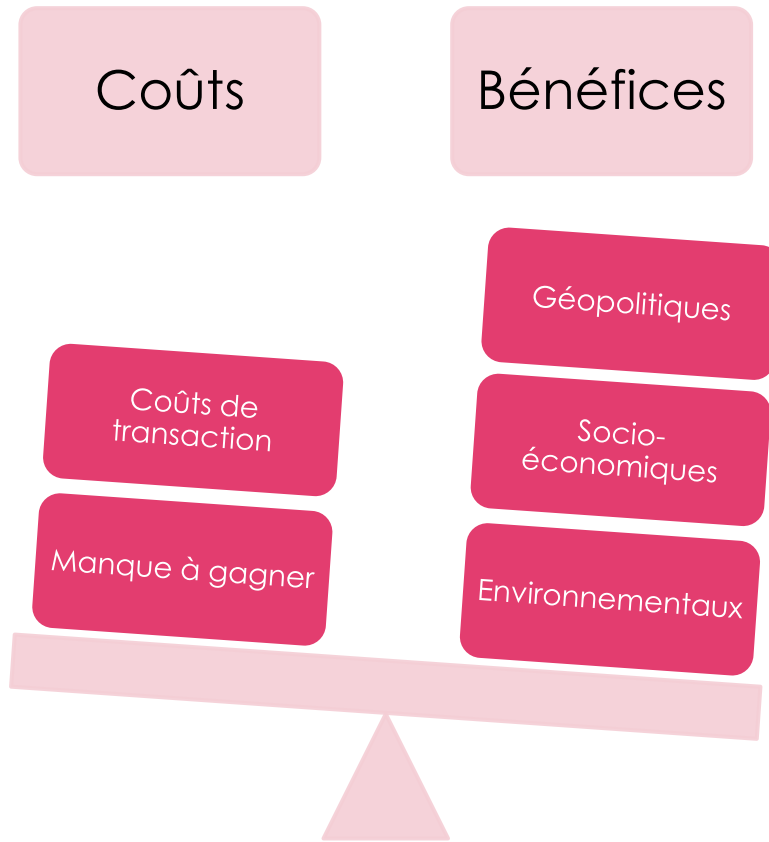 Coûts
Bénéfices
Géopolitiques
Coûts de
transaction
Socio-
économiques
Manque à gagner
Environnementaux